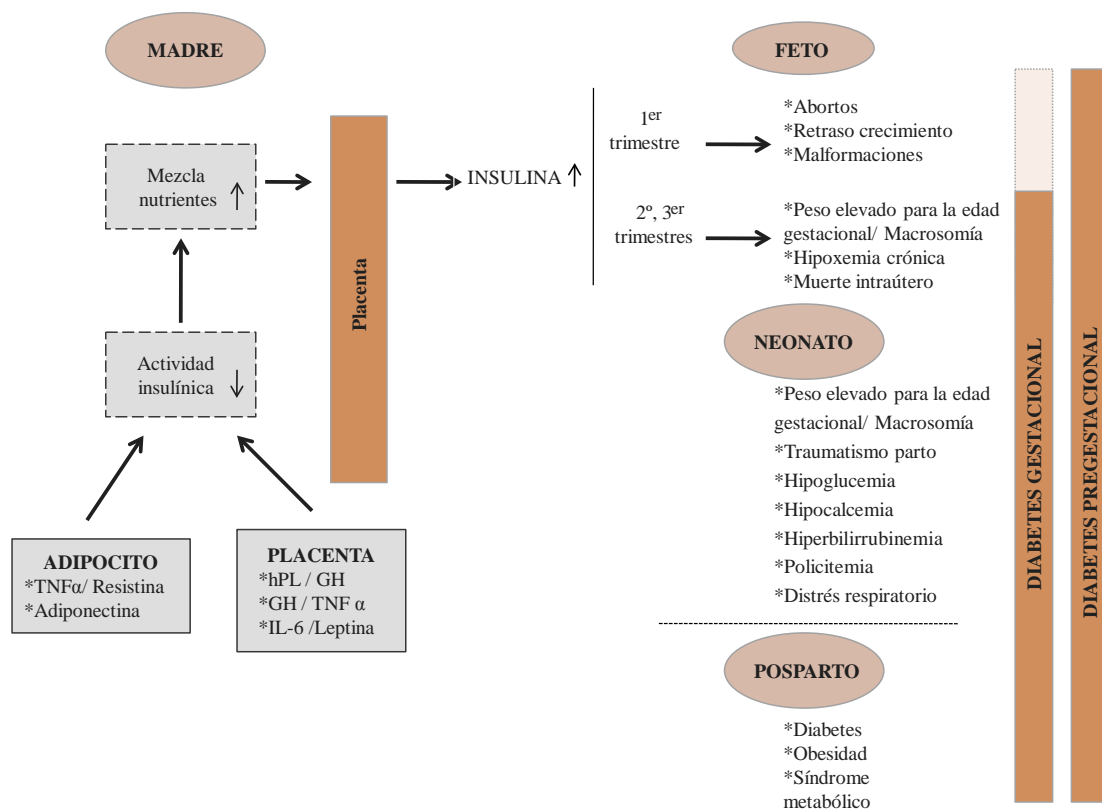 MADRE
Mezcla
nutrientes ↑
Actividad
insulínica ↓
ADIPOCITO
*TNFα/ Resistina
*Adiponectina
PLACENTA
*hPL / GH
*GH / TNF α
*IL-6 /Leptina
Placenta
INSULINA ↑
1er
trimestre
2º, 3er
trimestres
FETO
*Abortos
*Retraso crecimiento
*Malformaciones
*Peso elevado para la edad
gestacional/ Macrosomía
*Hipoxemia crónica
*Muerte intraútero
NEONATO
*Peso elevado para la edad
gestacional/ Macrosomía
*Traumatismo parto
*Hipoglucemia
*Hipocalcemia
*Hiperbilirrubinemia
*Policitemia
*Distrés respiratorio
POSPARTO
*Diabetes
*Obesidad
*Síndrome
metabólico
DIABETES GESTACIONAL
DIABETES PREGESTACIONAL